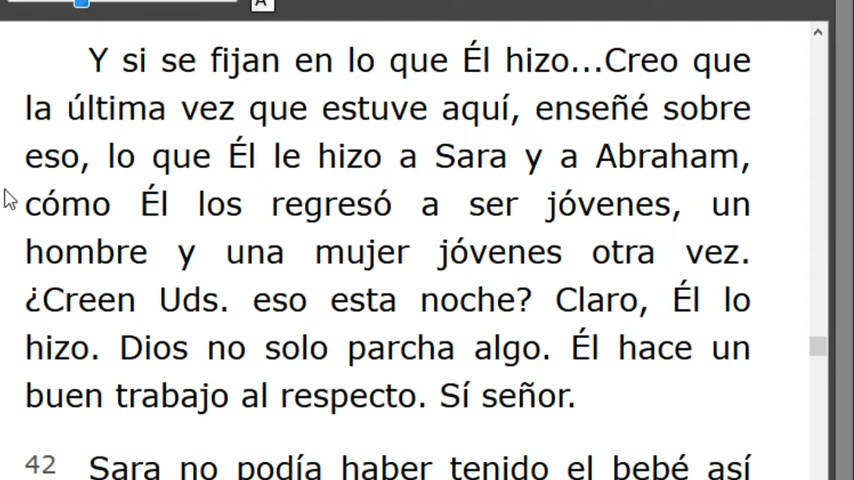 A
Y si se fijan en lo que Él hizo...Creo que
la última vez que estuve aquí, enseñé sobre
eso, lo que Él le hizo a Sara y a Abraham,
cómo Él los regresó a ser jóvenes, un
hombre y una mujer jóvenes otra vez.
¿Creen Uds. eso esta noche? Claro, Él lo
hizo. Dios no solo parcha algo. Él hace un
buen trabajo al respecto. Sí señor.
42 Sara no podía haber tenido el bebé así